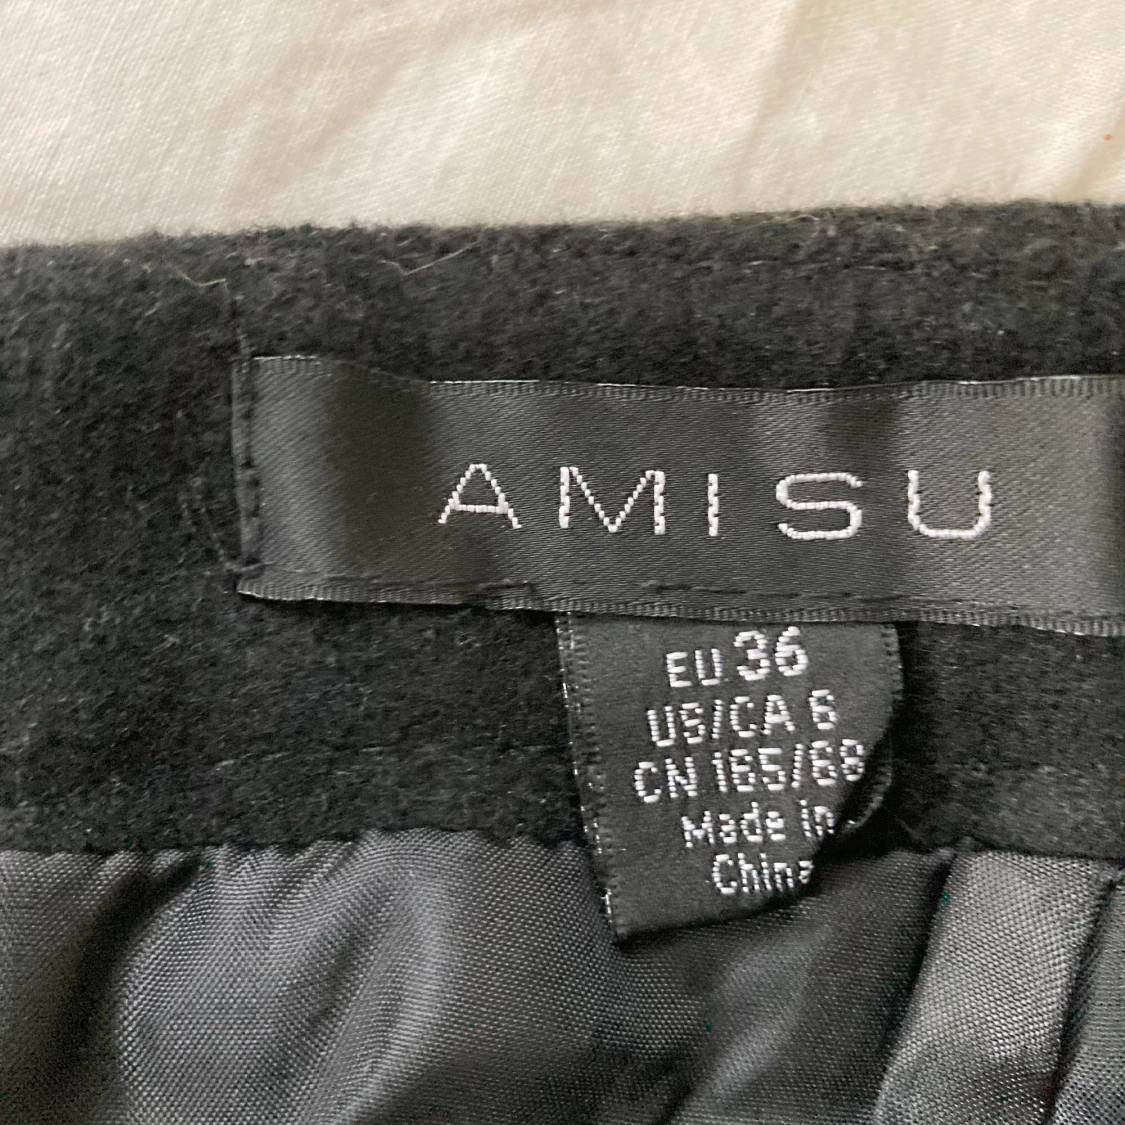 AMISU
EU 36
US/CA 6
CN 165/68
Made in
China